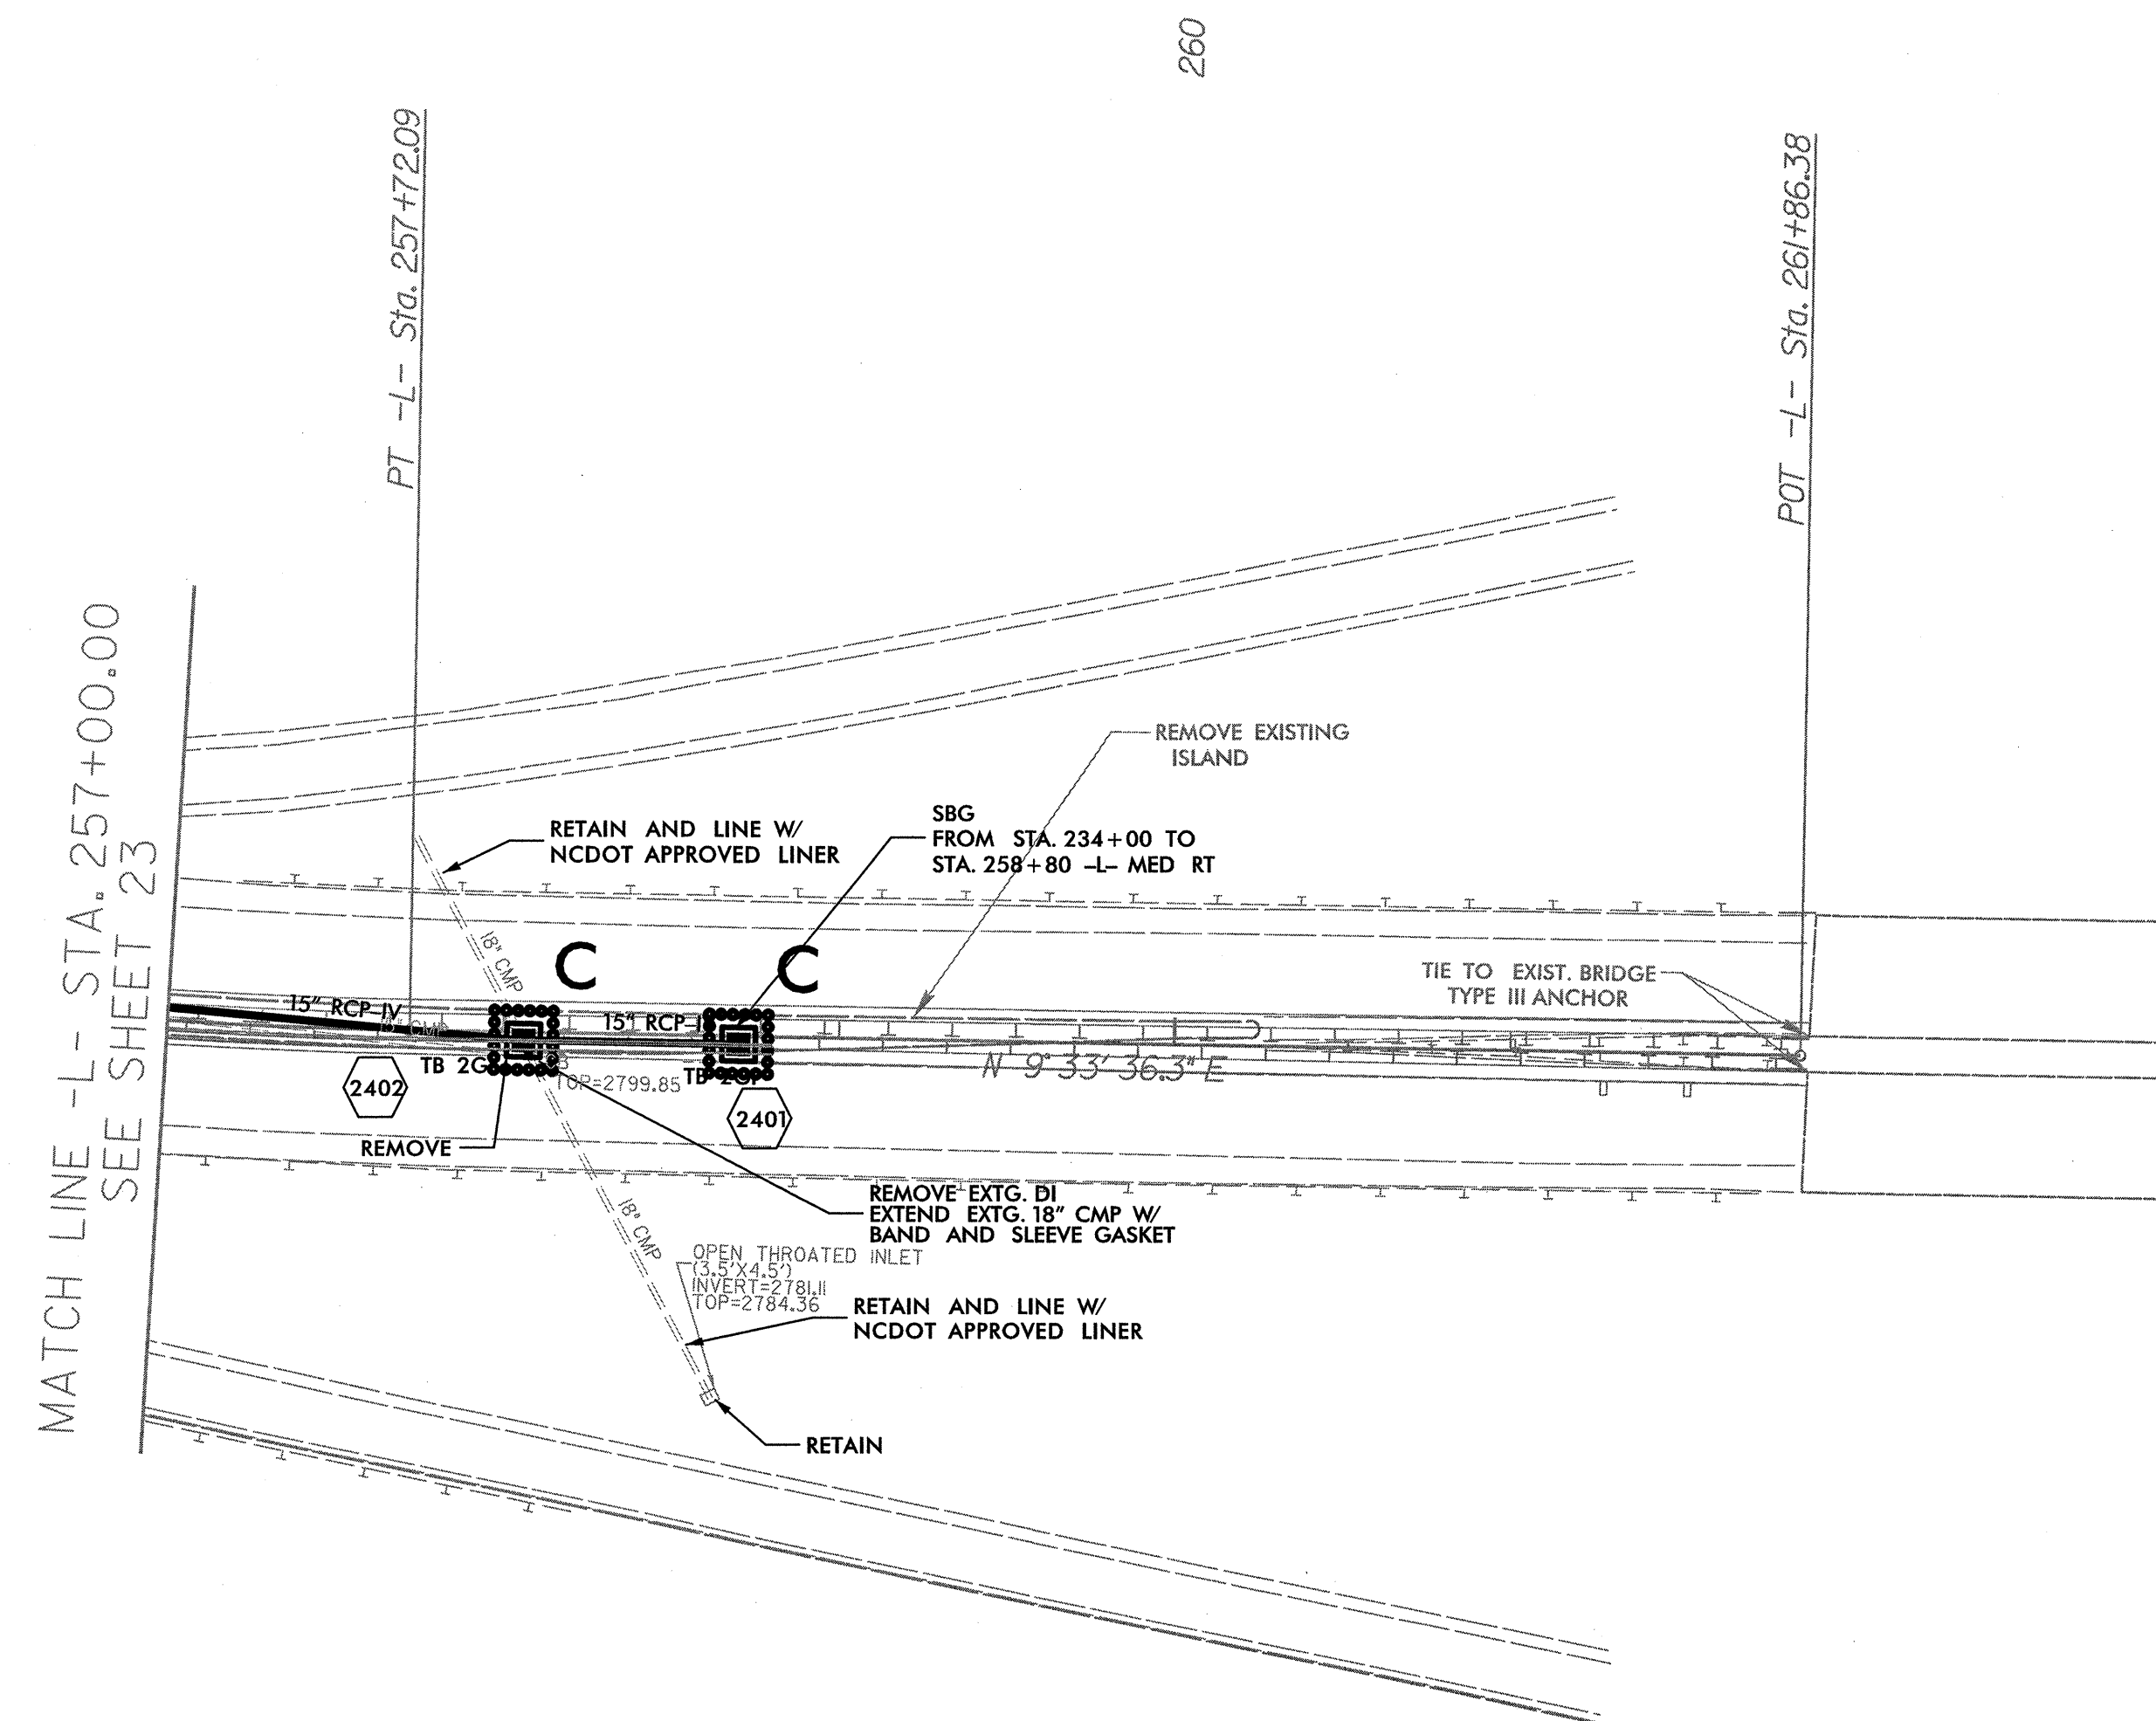 260
PT -L- Sta. 257+72.09
POT -L- Sta. 261+86.38
MATCH LINE -L- STA. 257+00.00
SEE SHEET 23
REMOVE EXISTING
ISLAND
SBG
FROM STA. 234+00 TO
STA. 258+80 -L- MED RT
RETAIN AND LINE W/
NCDOT APPROVED LINER
18" CMP
C
C
TIE TO EXIST. BRIDGE
TYPE III ANCHOR
15" RCP-IV
CMP
15" RCP-I
TB 2G
TOP=2799.85
TB
N 9° 33' 36.3" E
2402
2401
REMOVE
REMOVE EXTG. DI
EXTEND EXTG. 18" CMP W/
BAND AND SLEEVE GASKET
18" CMP
OPEN THROATED INLET
(3.5'X4.5')
INVERT=2781.11
TOP=2784.36
RETAIN AND LINE W/
NCDOT APPROVED LINER
RETAIN